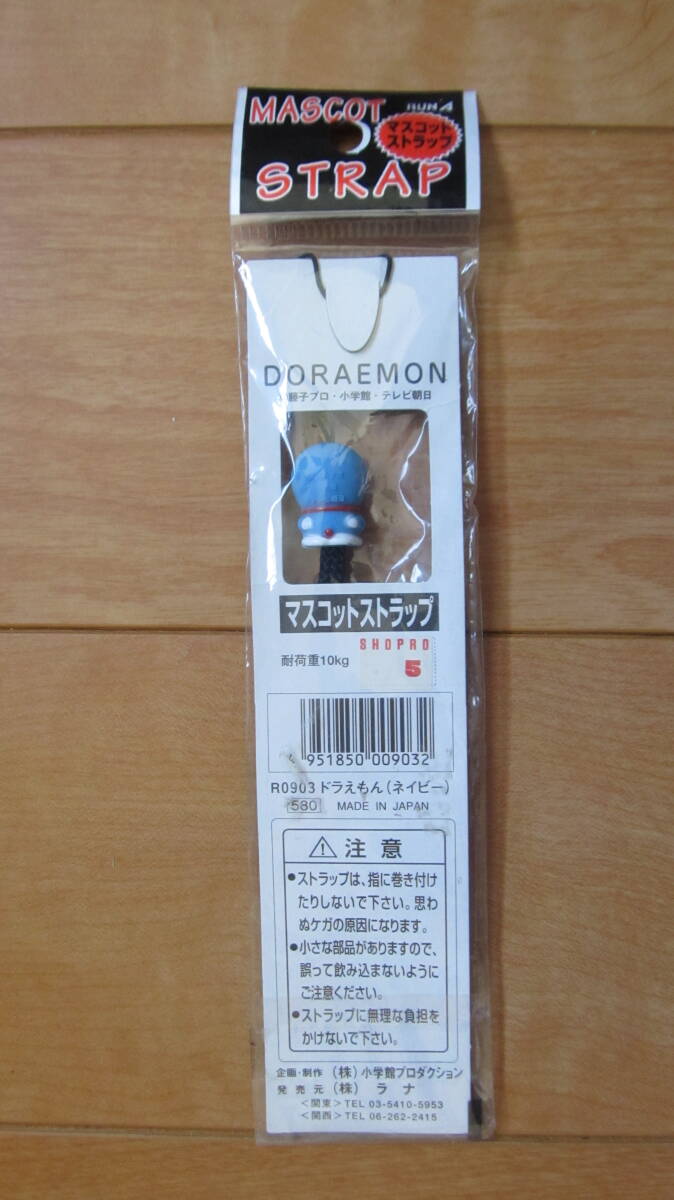 MASCOT
RUNA
マスコット
ストラップ
STRAP
DORAEMON
藤子プロ・小学館・テレビ朝日
マスコットストラップ
SHOPRO
5
耐荷重10kg
951850 009032
R0903 ドラえもん(ネイビー)
580 MADE IN JAPAN
注意
●ストラップは、指に巻き付け
たりしないで下さい。思わ
ぬケガの原因になります。
●小さな部品がありますので、
誤って飲み込まないように
ご注意ください。
●ストラップに無理な負担を
かけないで下さい。
企画・制作 (株) 小学館プロダクション
発売元 (株) ラナ
<関東> TEL 03-5410-5953
<関西> TEL 06-262-2415